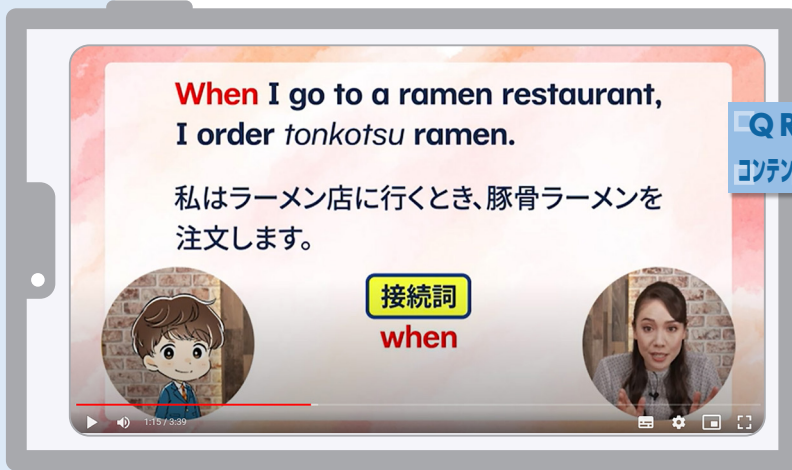 When I go to a ramen restaurant,
I order tonkotsu ramen.
私はラーメン店に行くとき、豚骨ラーメンを
注文します。
接続詞
when
1:15 / 3:39
QR
コンテン